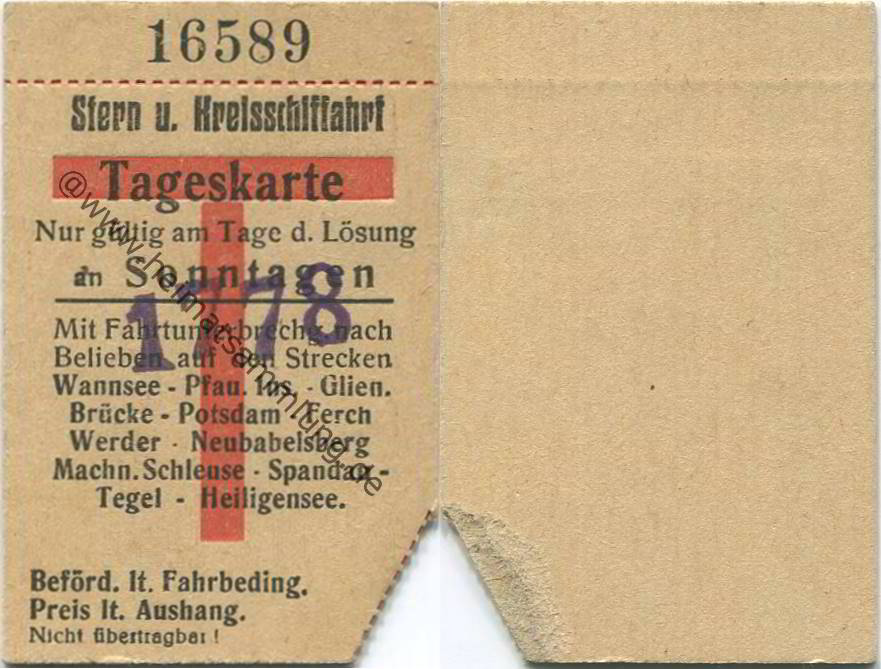 16589
Stern u. Kreisschiffahrt
Tageskarte
Nur gültig am Tage d. Lösung
an Sonntagen
1 78
Mit Fahrtunterbrechg. nach
Belieben auf den Strecken
Wannsee - Pfau. Ins. - Glien.
Brücke - Potsdam - Ferch
Werder - Neubabelsberg
Machn. Schleuse - Spandau -
Tegel - Heiligensee.
Beförd. lt. Fahrbeding.
Preis lt. Aushang.
Nicht übertragbar!
@www.heimatsammlung.de